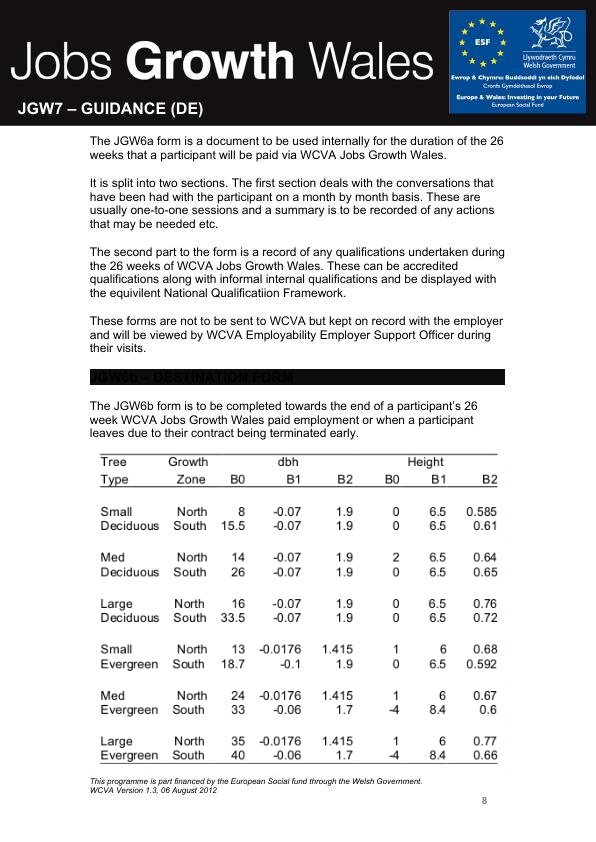 Jobs Growth Wales
JGW7 – GUIDANCE (DE)
ESF
Llywodraeth Cymru
Welsh Government
Ewrop & Chymru: Buddsoddi yn eich Dyfodol
Cronfa Gymdeithasol Ewrop
Europe & Wales: Investing in your Future
European Social Fund
The JGW6a form is a document to be used internally for the duration of the 26
weeks that a participant will be paid via WCVA Jobs Growth Wales.
It is split into two sections. The first section deals with the conversations that
have been had with the participant on a month by month basis. These are
usually one-to-one sessions and a summary is to be recorded of any actions
that may be needed etc.
The second part to the form is a record of any qualifications undertaken during
the 26 weeks of WCVA Jobs Growth Wales. These can be accredited
qualifications along with informal internal qualifications and be displayed with
the equivilent National Qualificatiion Framework.
These forms are not to be sent to WCVA but kept on record with the employer
and will be viewed by WCVA Employability Employer Support Officer during
their visits.
JGW6b – DESTINATION FORM
The JGW6b form is to be completed towards the end of a participant's 26
week WCVA Jobs Growth Wales paid employment or when a participant
leaves due to their contract being terminated early.
Tree Growth dbh Height
Type Zone B0 B1 B2 B0 B1 B2
Small North 8 -0.07 1.9 0 6.5 0.585
Deciduous South 15.5 -0.07 1.9 0 6.5 0.61
Med North 14 -0.07 1.9 2 6.5 0.64
Deciduous South 26 -0.07 1.9 0 6.5 0.65
Large North 16 -0.07 1.9 0 6.5 0.76
Deciduous South 33.5 -0.07 1.9 0 6.5 0.72
Small North 13 -0.0176 1.415 1 6 0.68
Evergreen South 18.7 -0.1 1.9 0 6.5 0.592
Med North 24 -0.0176 1.415 1 6 0.67
Evergreen South 33 -0.06 1.7 -4 8.4 0.6
Large North 35 -0.0176 1.415 1 6 0.77
Evergreen South 40 -0.06 1.7 -4 8.4 0.66
This programme is part financed by the European Social fund through the Welsh Government.
WCVA Version 1.3, 06 August 2012
8